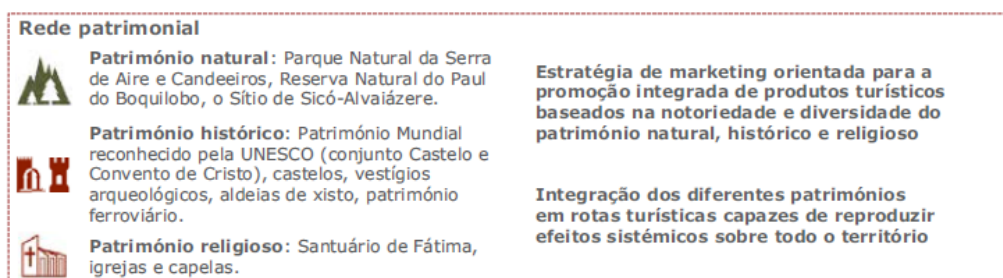 Rede patrimonial
Património natural: Parque Natural da Serra
de Aire e Candeeiros, Reserva Natural do Paul
do Boquilobo, o Sítio de Sicó-Alvaiázere.
Património histórico: Património Mundial
reconhecido pela UNESCO (conjunto Castelo e
Convento de Cristo), castelos, vestígios
arqueológicos, aldeias de xisto, património
ferroviário.
Património religioso: Santuário de Fátima,
igrejas e capelas.
Estratégia de marketing orientada para a
promoção integrada de produtos turísticos
baseados na notoriedade e diversidade do
património natural, histórico e religioso
Integração dos diferentes patrimónios
em rotas turísticas capazes de reproduzir
efeitos sistémicos sobre todo o território